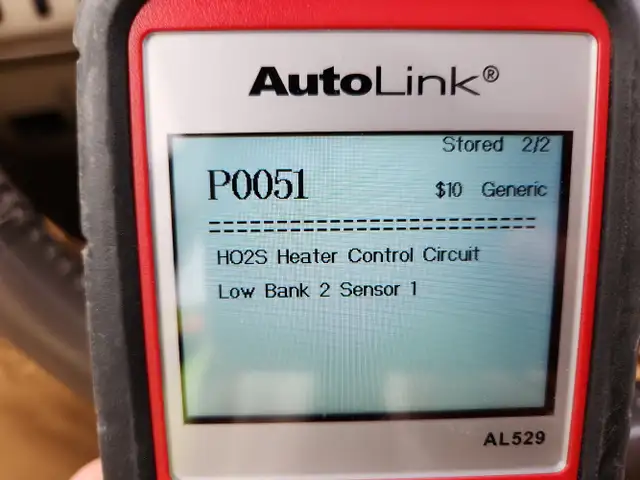 AutoLink®
Stored 2/2
P0051 $10 Generic
==========================
HO2S Heater Control Circuit
Low Bank 2 Sensor 1
AL529